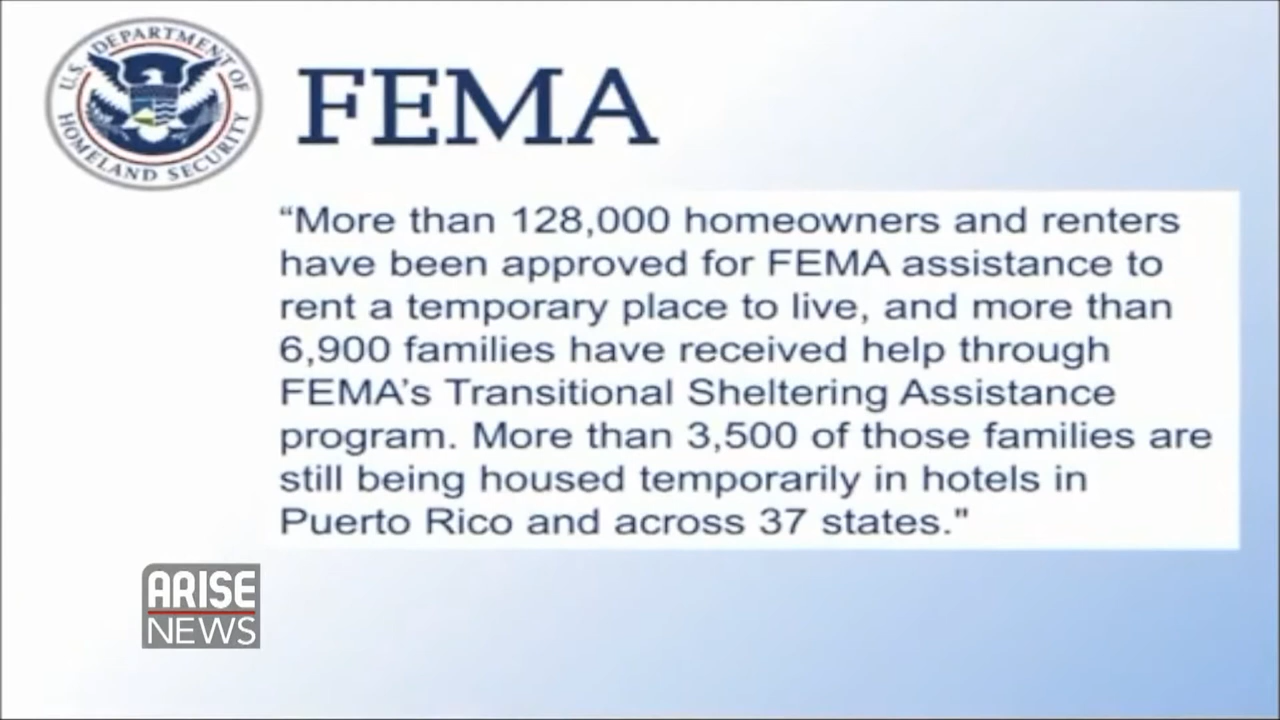 U.S. DEPARTMENT OF
HOMELAND SECURITY
FEMA
“More than 128,000 homeowners and renters
have been approved for FEMA assistance to
rent a temporary place to live, and more than
6,900 families have received help through
FEMA’s Transitional Sheltering Assistance
program. More than 3,500 of those families are
still being housed temporarily in hotels in
Puerto Rico and across 37 states."
ARISE
NEWS